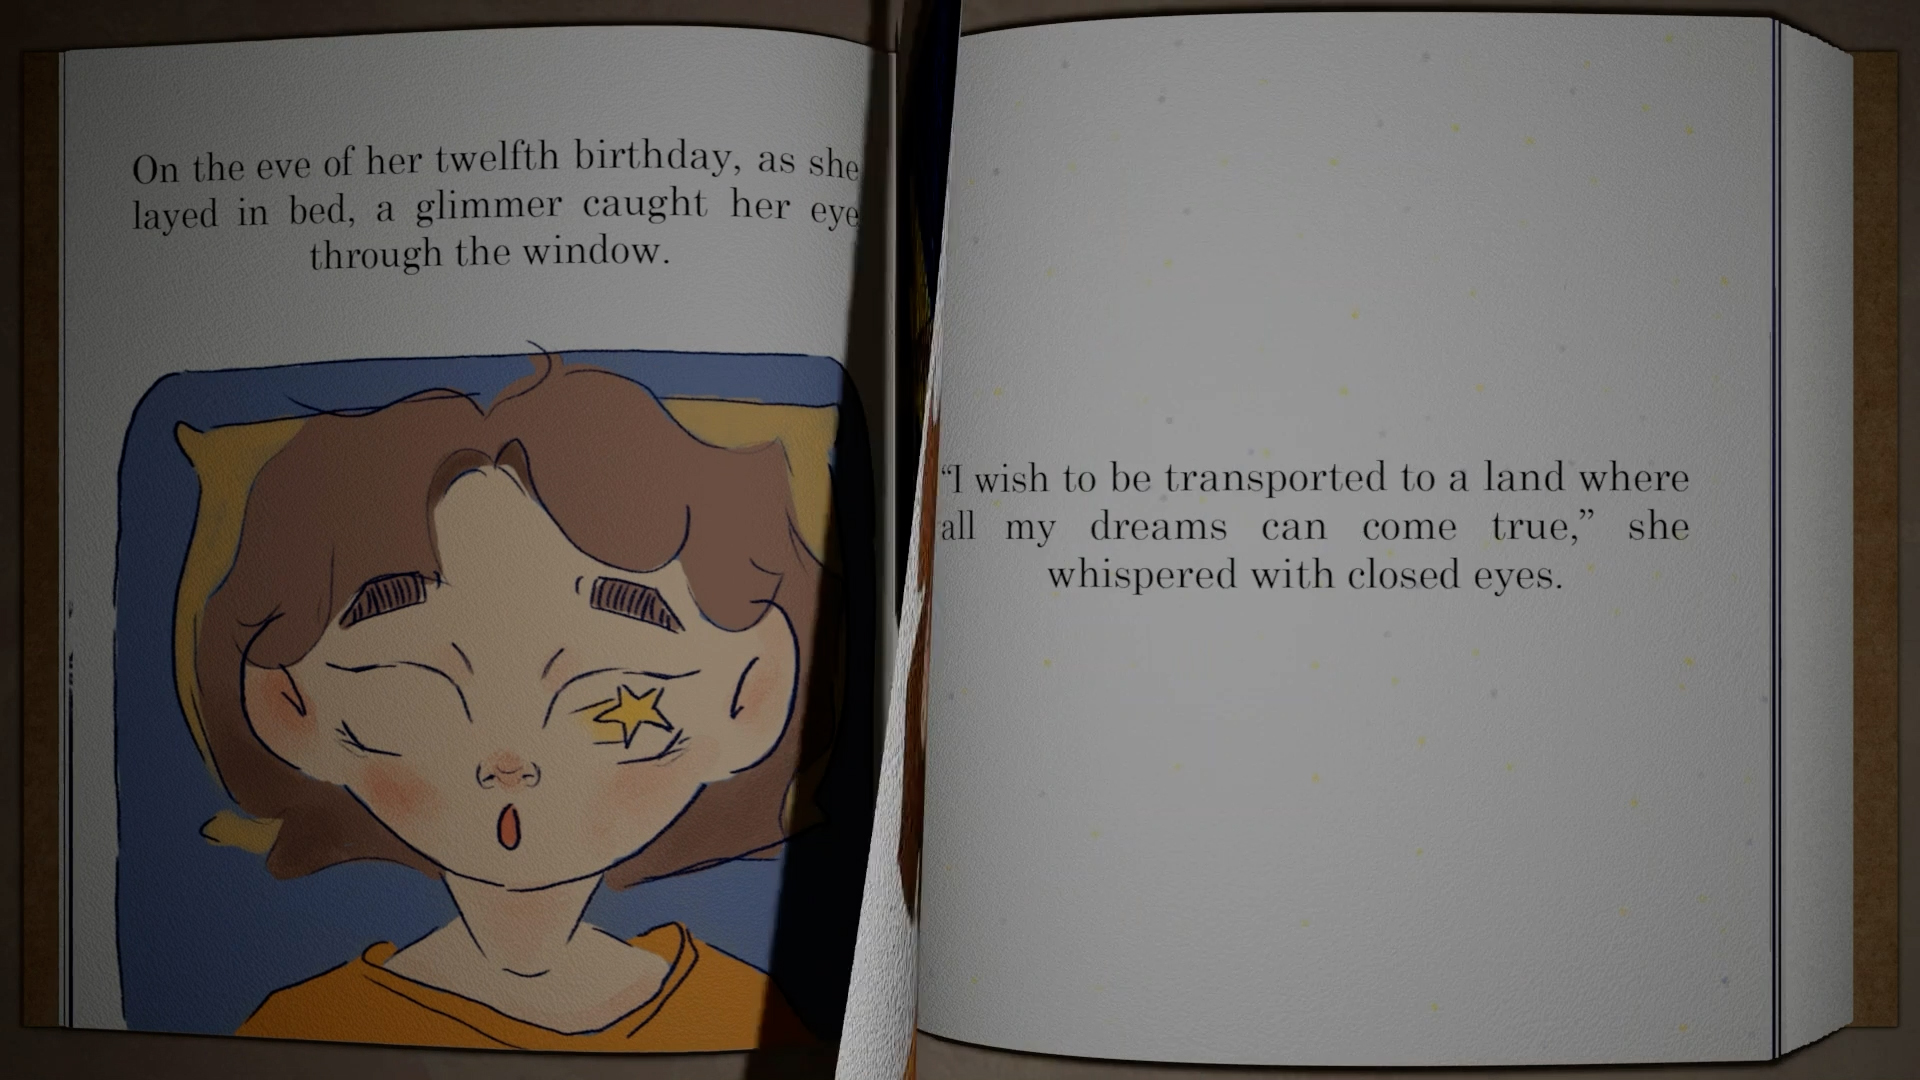 On the eve of her twelfth birthday, as she
layed in bed, a glimmer caught her eye
through the window.
“I wish to be transported to a land where
all my dreams can come true,” she
whispered with closed eyes.